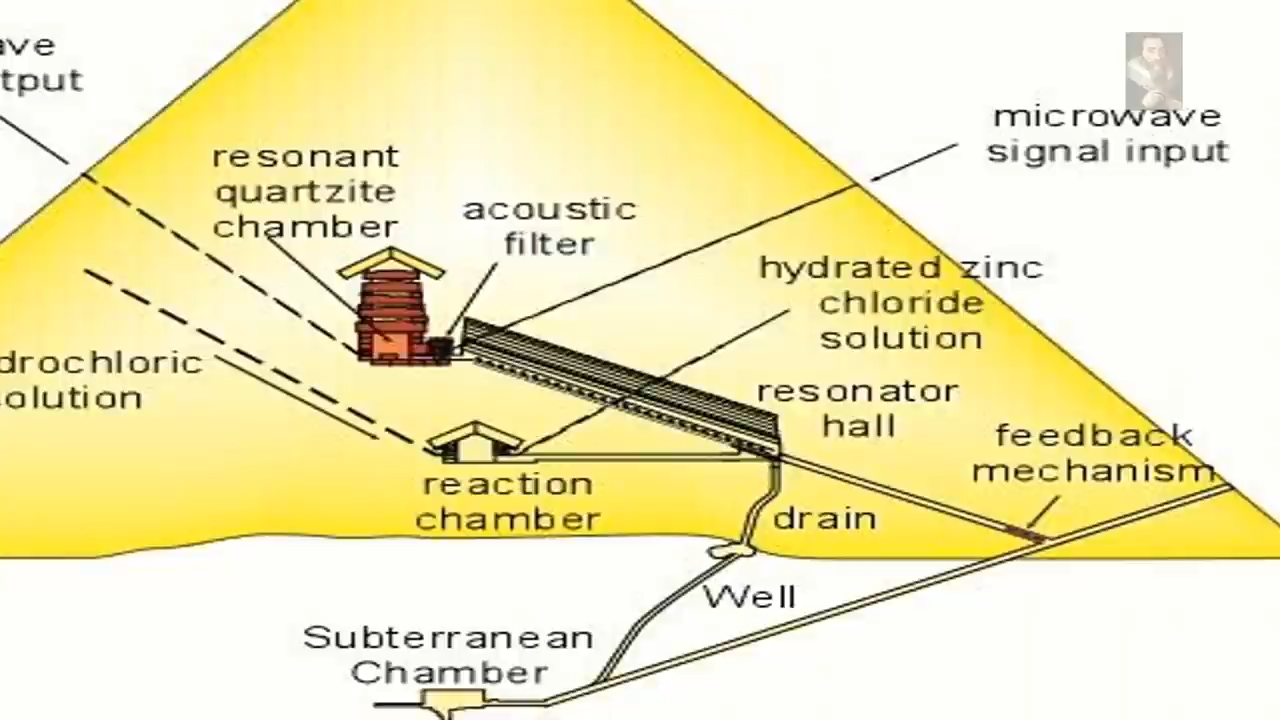 ave
tput
microwave
signal input
resonant
quartzite
chamber
acoustic
filter
hydrated zinc
chloride
solution
drochloric
solution
resonator
hall
feedback
mechanism
reaction
chamber
drain
Well
Subterranean
Chamber